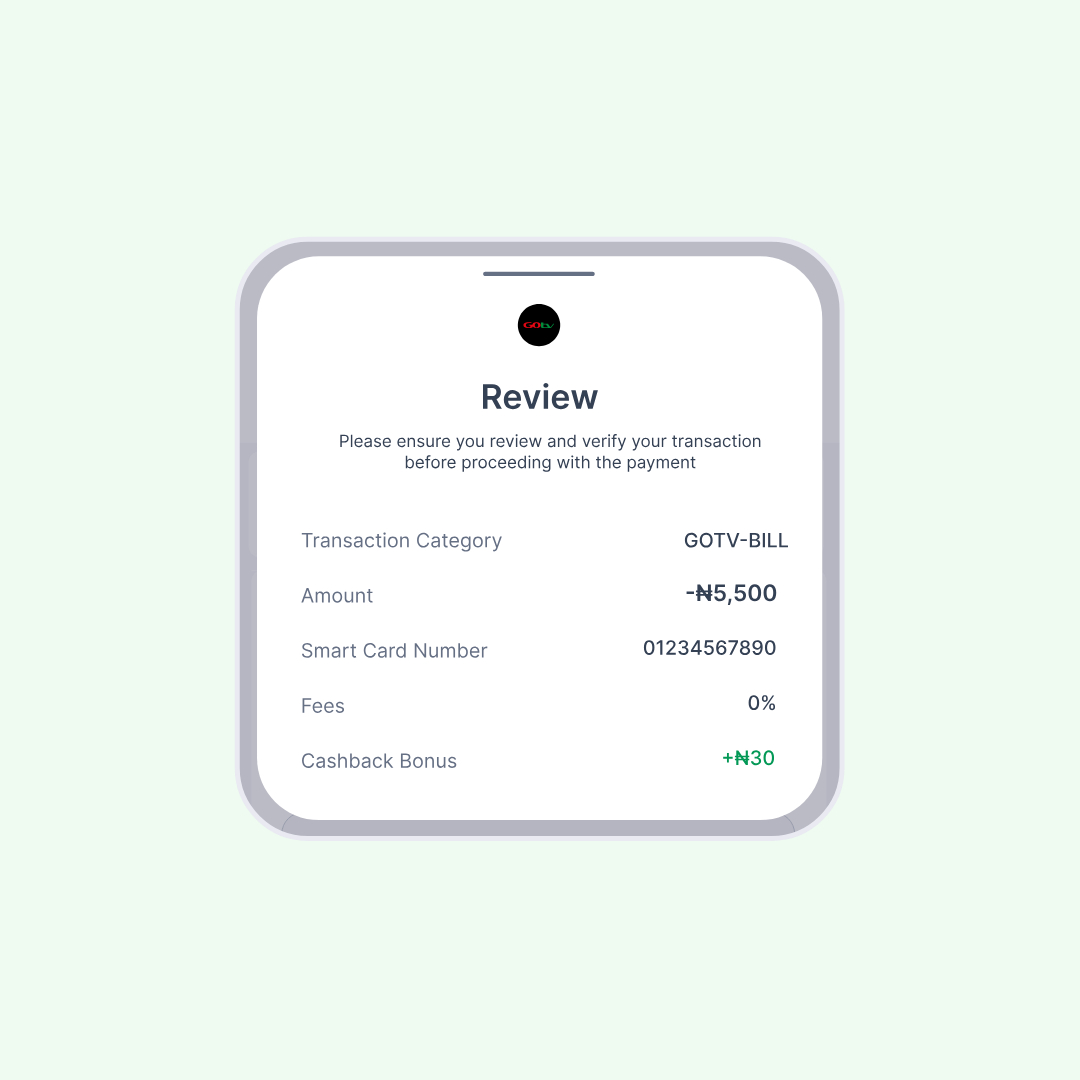 GOtv
Review
Please ensure you review and verify your transaction
before proceeding with the payment
Transaction Category GOTV-BILL
Amount -₦5,500
Smart Card Number 01234567890
Fees 0%
Cashback Bonus +₦30